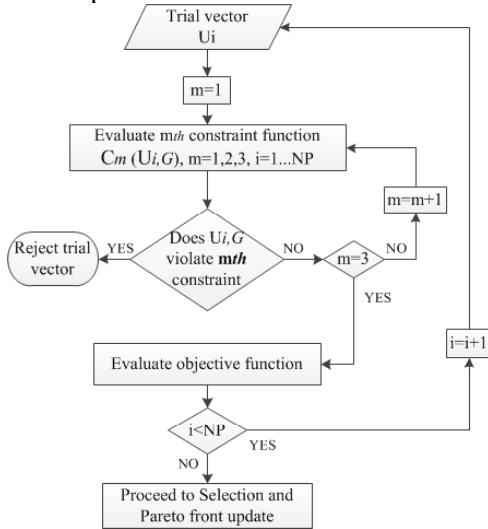 Trial vector
Ui
m=1
Evaluate mth constraint function
Cm (Ui,G), m=1,2,3, i=1...NP
m=m+1
Does Ui,G
violate mth
constraint
YES
Reject trial
vector
NO
m=3
NO
YES
i=i+1
Evaluate objective function
i<NP
YES
NO
Proceed to Selection and
Pareto front update